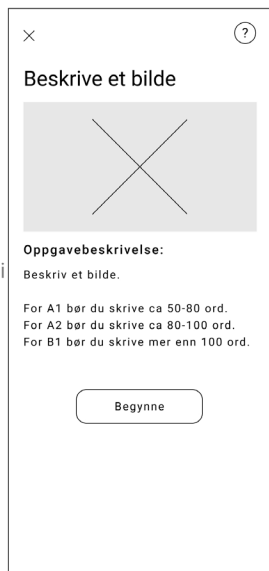 ?
Beskrive et bilde
Oppgavebeskrivelse:
Beskriv et bilde.
For A1 bør du skrive ca 50-80 ord.
For A2 bør du skrive ca 80-100 ord.
For B1 bør du skrive mer enn 100 ord.
Begynne